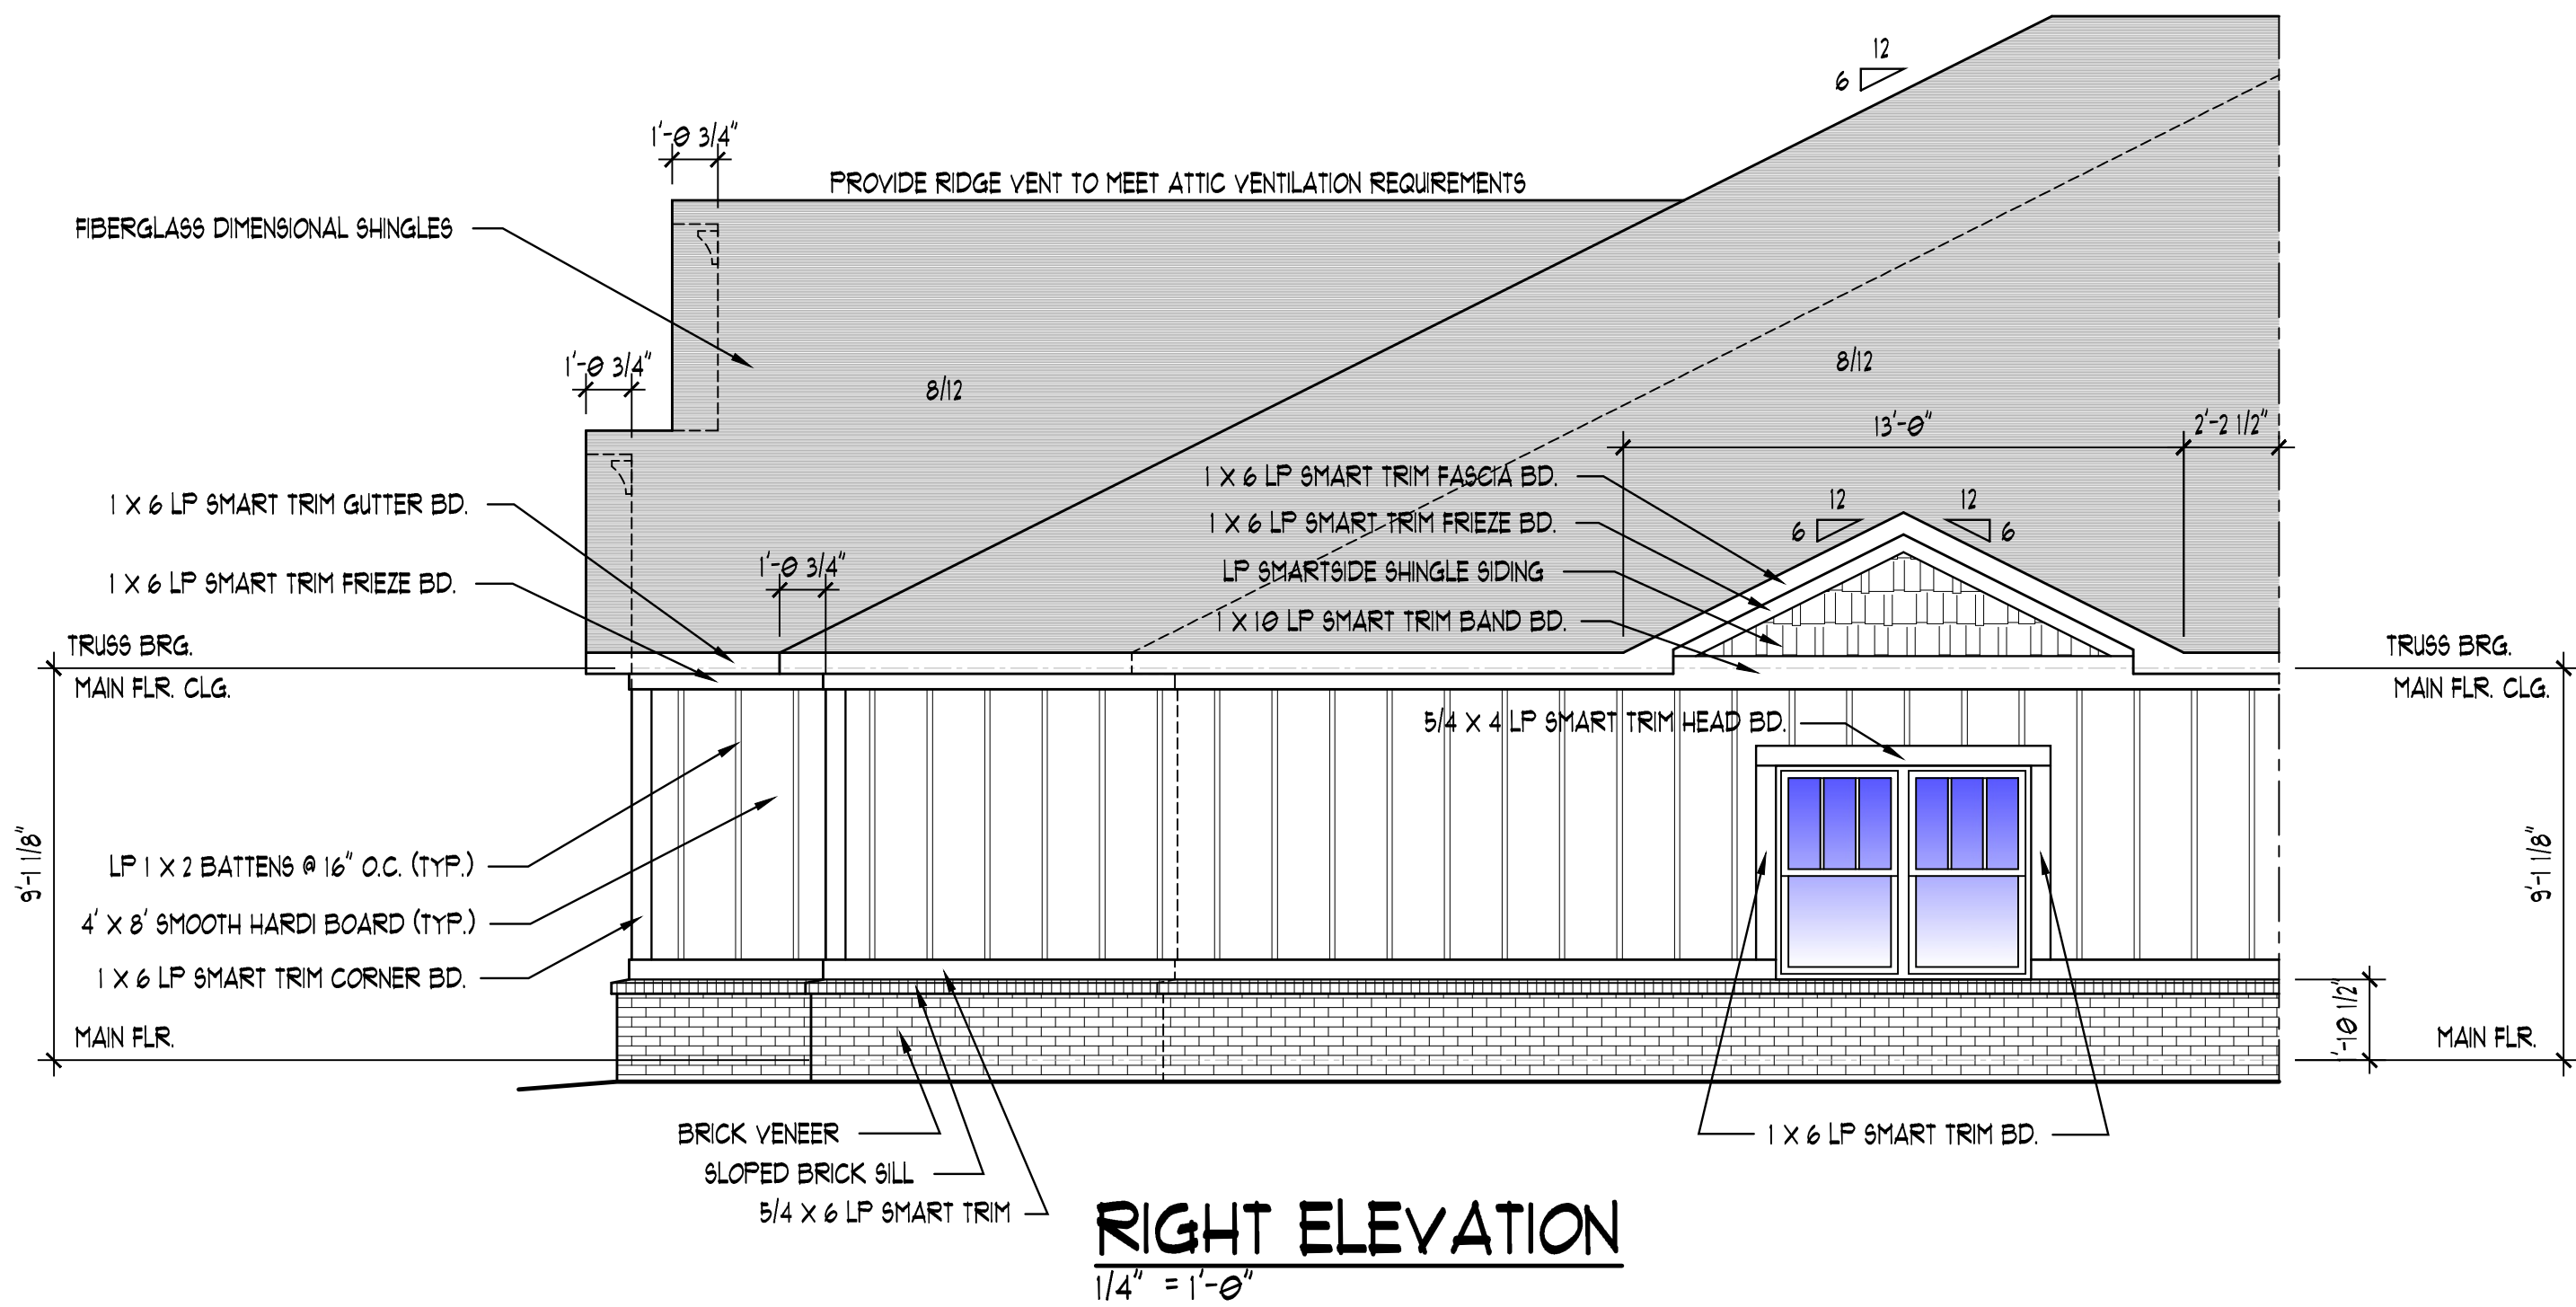 12
6
1'-0 3/4"
PROVIDE RIDGE VENT TO MEET ATTIC VENTILATION REQUIREMENTS
FIBERGLASS DIMENSIONAL SHINGLES
1'-0 3/4"
8/12
8/12
13'-0"
2'-2 1/2"
1 X 6 LP SMART TRIM FASCIA BD.
12
12
1 X 6 LP SMART TRIM GUTTER BD.
1 X 6 LP SMART TRIM FRIEZE BD.
6
6
1'-0 3/4"
LP SMARTSIDE SHINGLE SIDING
1 X 6 LP SMART TRIM FRIEZE BD.
1 X 10 LP SMART TRIM BAND BD.
TRUSS BRG.
TRUSS BRG.
MAIN FLR. CLG.
MAIN FLR. CLG.
5/4 X 4 LP SMART TRIM HEAD BD.
9'-1 1/8"
9'-1 1/8"
LP 1 X 2 BATTENS @ 16" O.C. (TYP.)
4' X 8' SMOOTH HARDI BOARD (TYP.)
1 X 6 LP SMART TRIM CORNER BD.
1'-10 1/2"
MAIN FLR.
MAIN FLR.
BRICK VENEER
1 X 6 LP SMART TRIM BD.
SLOPED BRICK SILL
5/4 X 6 LP SMART TRIM
RIGHT ELEVATION
1/4" = 1'-0"